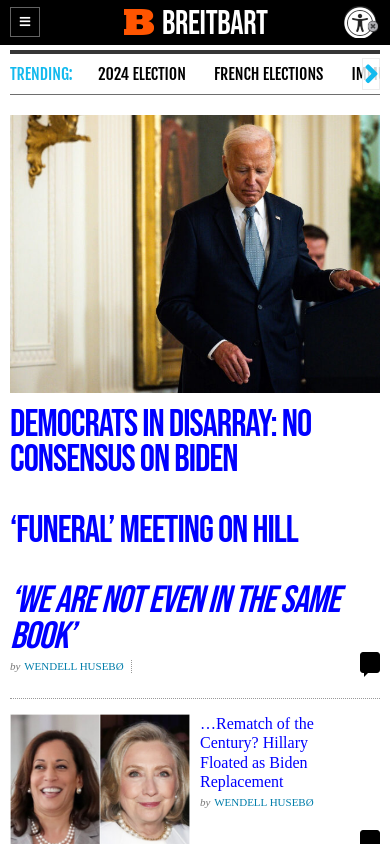 BREITBART
TRENDING:
2024 ELECTION
FRENCH ELECTIONS
DEMOCRATS IN DISARRAY: NO
CONSENSUS ON BIDEN
‘FUNERAL’ MEETING ON HILL
‘WE ARE NOT EVEN IN THE SAME
BOOK’
by WENDELL HUSEBØ
…Rematch of the
Century? Hillary
Floated as Biden
Replacement
by WENDELL HUSEBØ